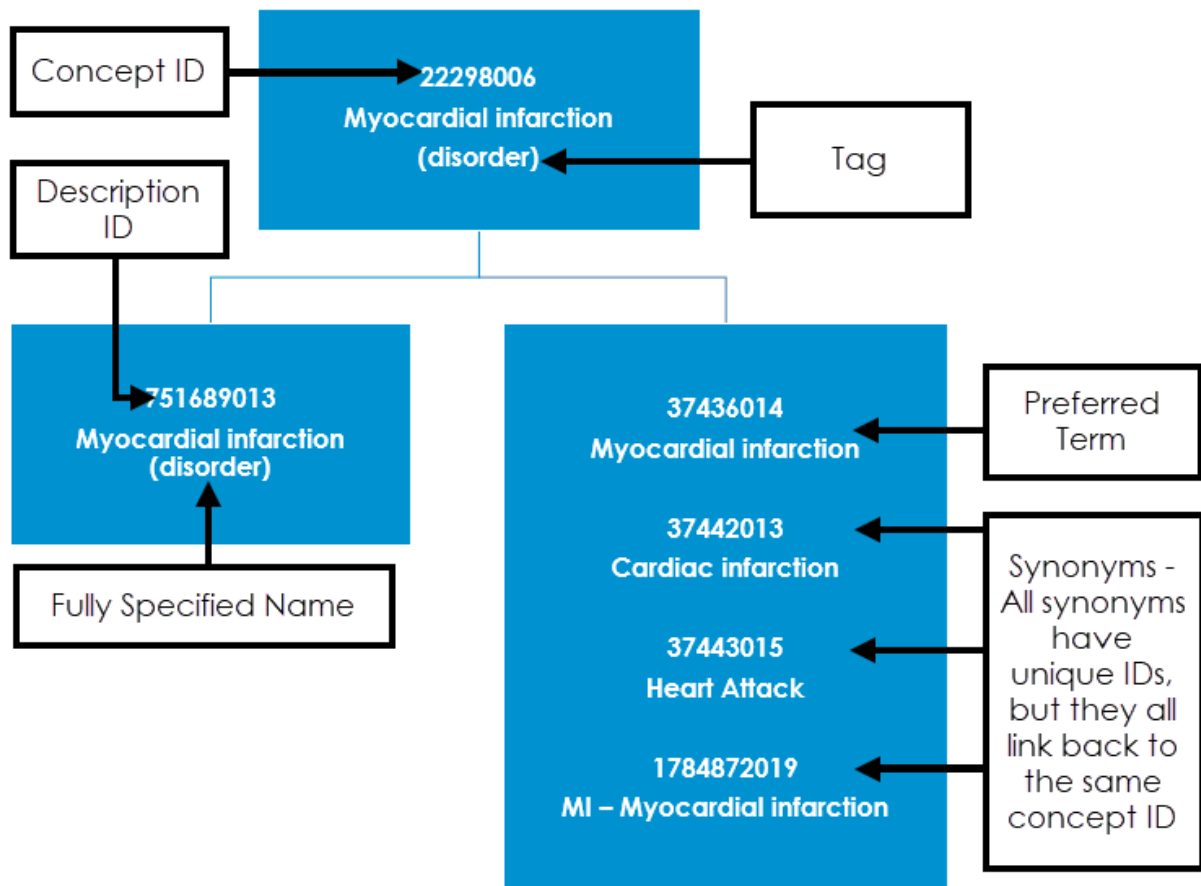 Concept ID
22298006
Myocardial infarction
(disorder)
Tag
Description
ID
751689013
Myocardial infarction
(disorder)
Fully Specified Name
37436014
Myocardial infarction
Preferred
Term
37442013
Cardiac infarction
37443015
Heart Attack
1784872019
MI – Myocardial infarction
Synonyms -
All synonyms
have
unique IDs,
but they all
link back to
the same
concept ID